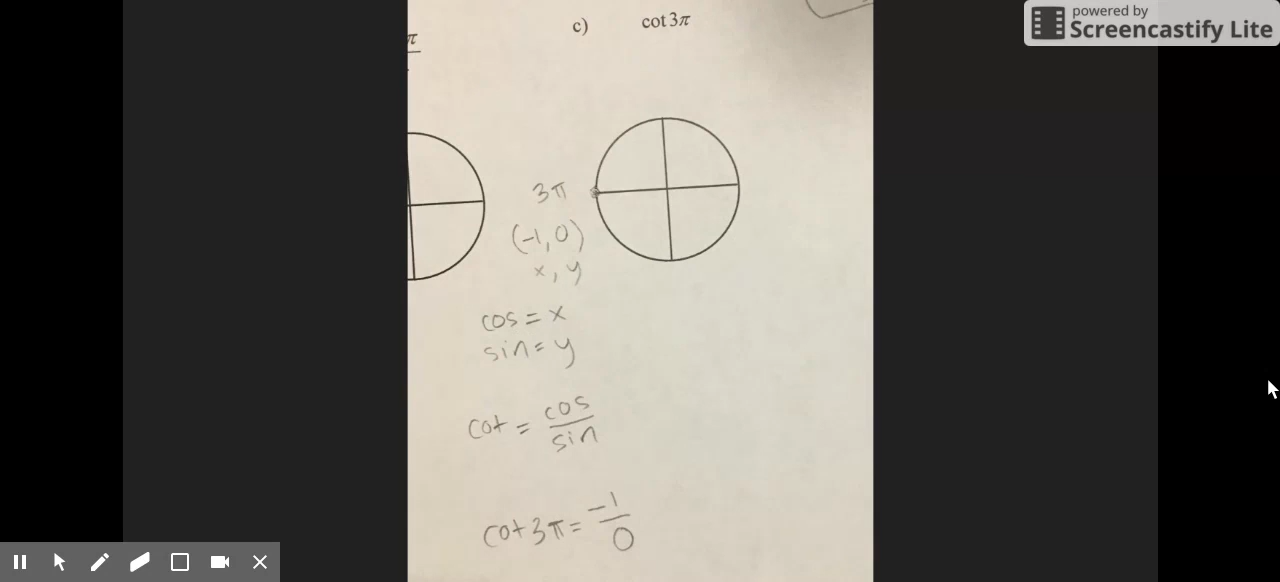 powered by
Screencastify Lite
c) cot 3π
π
3π
(-1, 0)
x, y
cos = x
sin = y
cot = cos/sin
cot 3π = -1/0